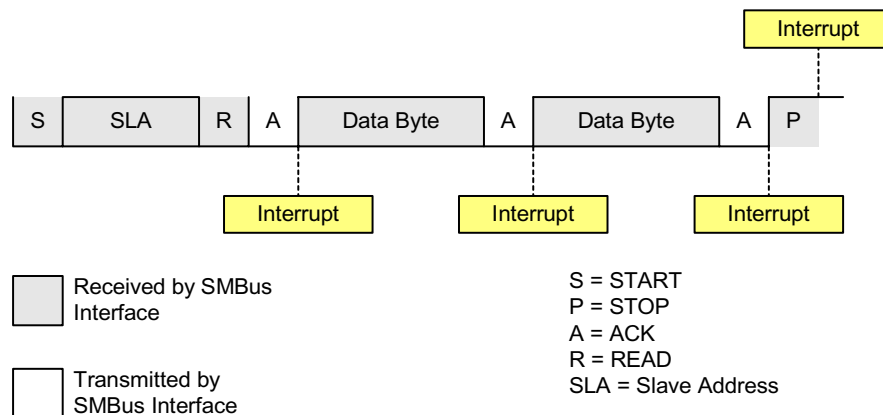 Interrupt
S SLA R A Data Byte A Data Byte A P
Interrupt Interrupt Interrupt
Received by SMBus
Interface
Transmitted by
SMBus Interface
S = START
P = STOP
A = ACK
R = READ
SLA = Slave Address